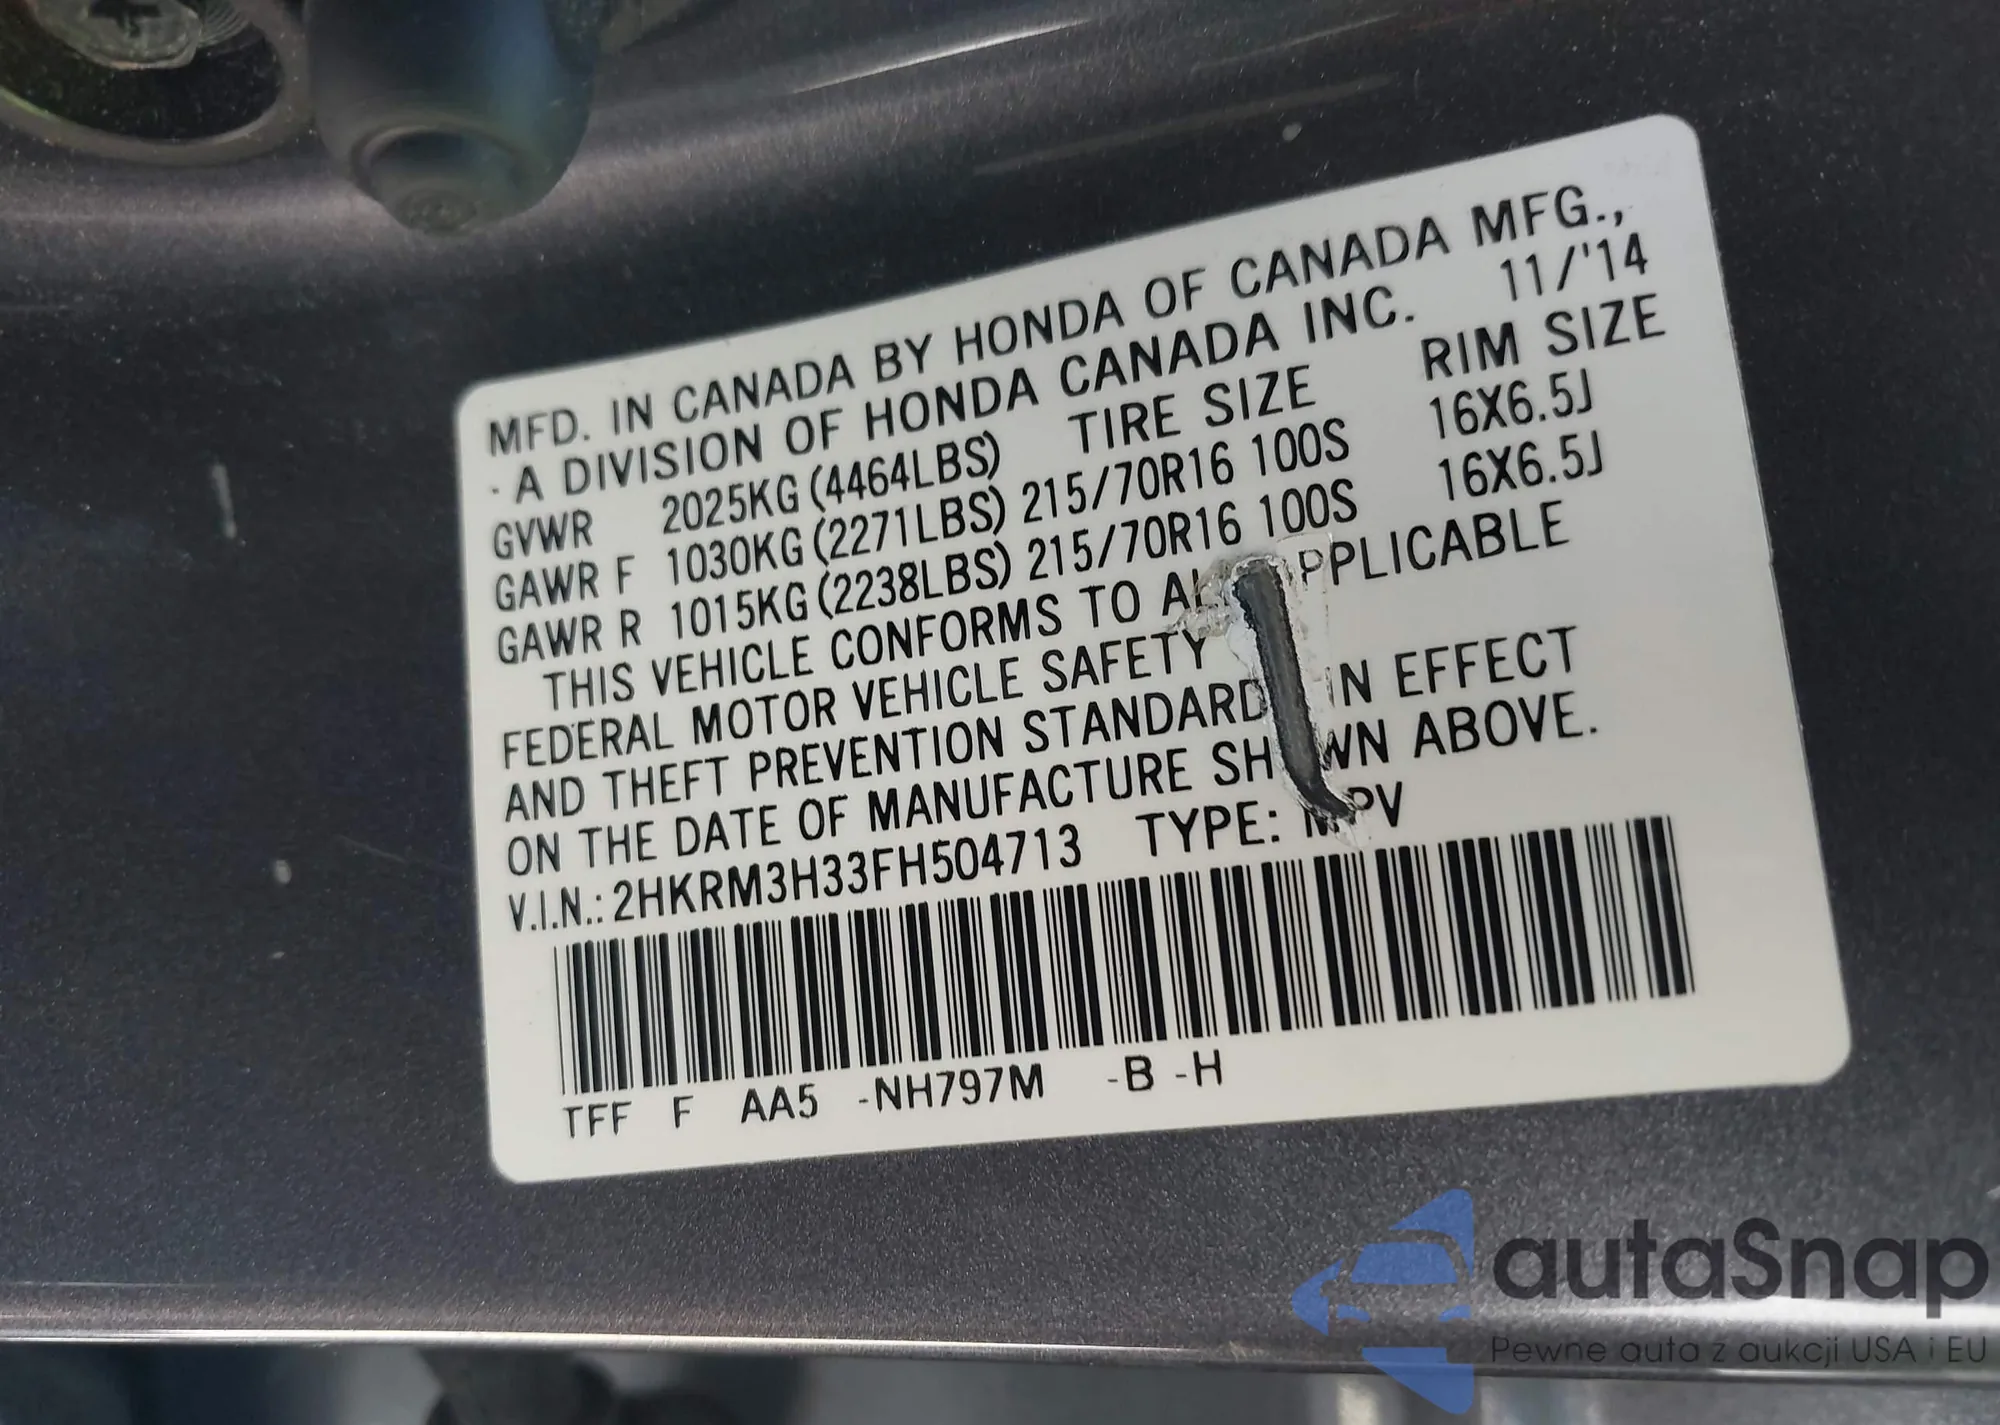 MFD. IN CANADA BY HONDA OF CANADA MFG.,
A DIVISION OF HONDA CANADA INC. 11/'14
GVWR 2025KG (4464LBS) TIRE SIZE RIM SIZE
GAWR F 1030KG (2271LBS) 215/70R16 100S 16X6.5J
GAWR R 1015KG (2238LBS) 215/70R16 100S 16X6.5J
THIS VEHICLE CONFORMS TO AL PPLICABLE
FEDERAL MOTOR VEHICLE SAFETY
AND THEFT PREVENTION STANDARD IN EFFECT
ON THE DATE OF MANUFACTURE SH WN ABOVE.
V.I.N.: 2HKRM3H33FH504713 TYPE: MPV
TFF F AA5 -NH797M -B -H
autaSnap
Pewne auta z aukcji USA i EU